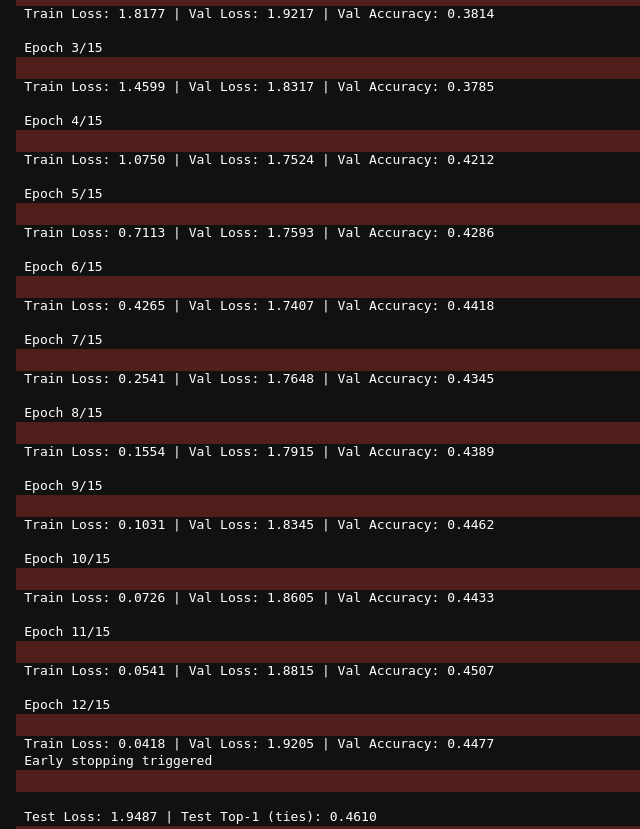 Train Loss: 1.8177 | Val Loss: 1.9217 | Val Accuracy: 0.3814
Epoch 3/15
Train Loss: 1.4599 | Val Loss: 1.8317 | Val Accuracy: 0.3785
Epoch 4/15
Train Loss: 1.0750 | Val Loss: 1.7524 | Val Accuracy: 0.4212
Epoch 5/15
Train Loss: 0.7113 | Val Loss: 1.7593 | Val Accuracy: 0.4286
Epoch 6/15
Train Loss: 0.4265 | Val Loss: 1.7407 | Val Accuracy: 0.4418
Epoch 7/15
Train Loss: 0.2541 | Val Loss: 1.7648 | Val Accuracy: 0.4345
Epoch 8/15
Train Loss: 0.1554 | Val Loss: 1.7915 | Val Accuracy: 0.4389
Epoch 9/15
Train Loss: 0.1031 | Val Loss: 1.8345 | Val Accuracy: 0.4462
Epoch 10/15
Train Loss: 0.0726 | Val Loss: 1.8605 | Val Accuracy: 0.4433
Epoch 11/15
Train Loss: 0.0541 | Val Loss: 1.8815 | Val Accuracy: 0.4507
Epoch 12/15
Train Loss: 0.0418 | Val Loss: 1.9205 | Val Accuracy: 0.4477
Early stopping triggered
Test Loss: 1.9487 | Test Top-1 (ties): 0.4610